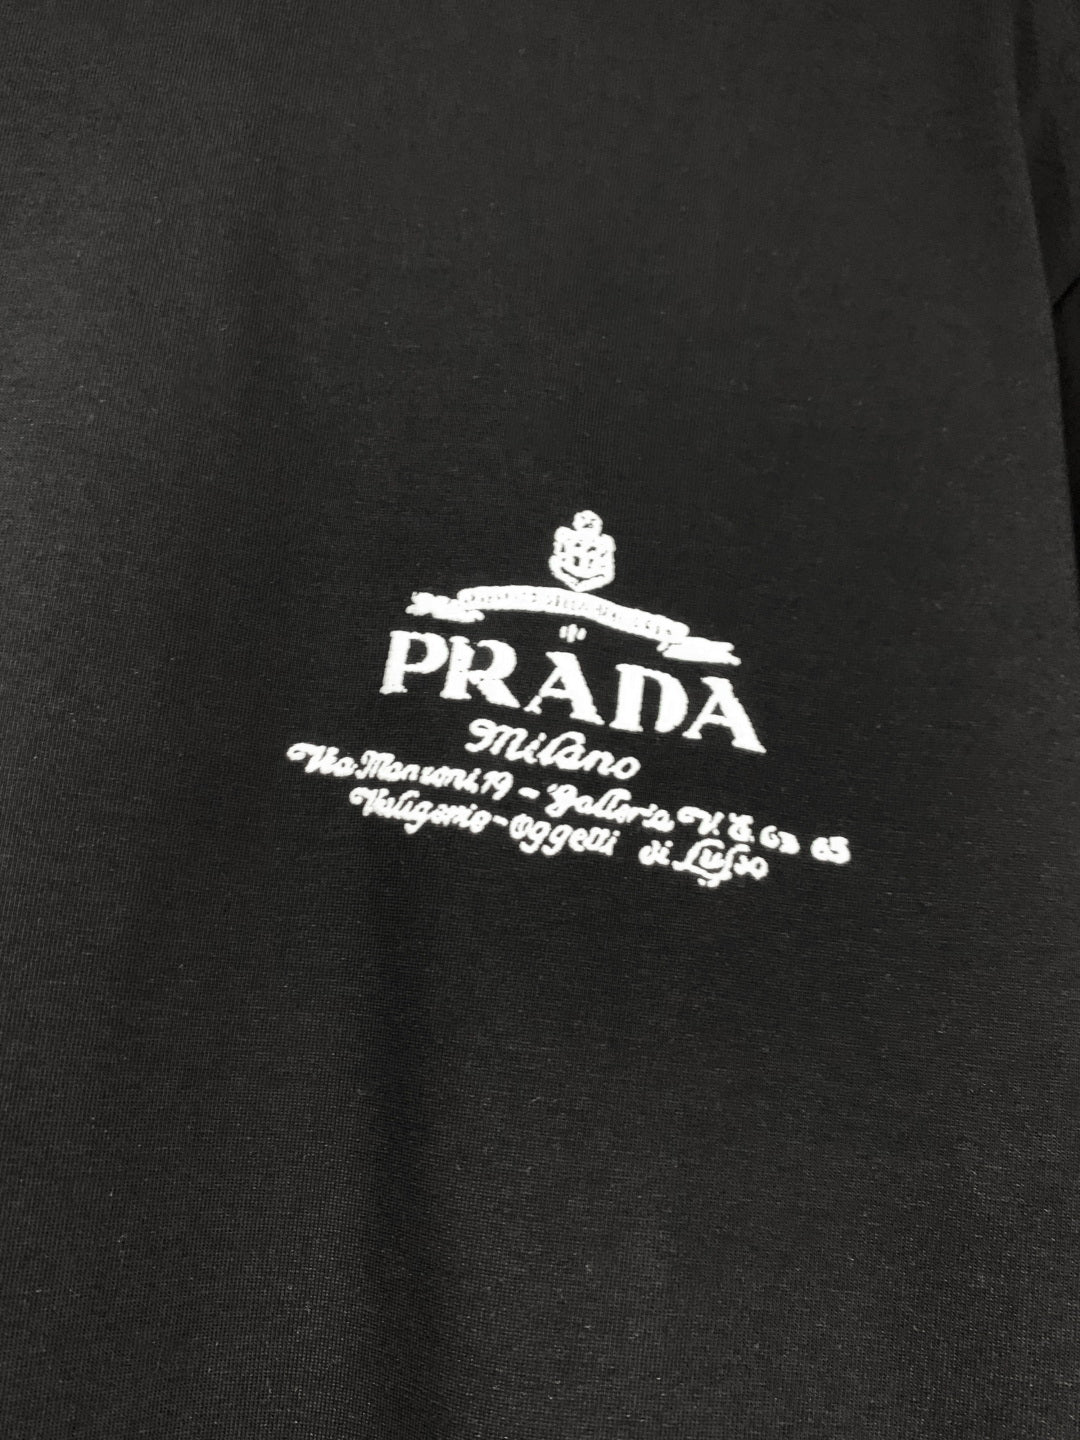 PRADA
Milano
Via Manzoni, 19 - Galleria V. E. 63 65
Valigerie - Oggetti di Lusso